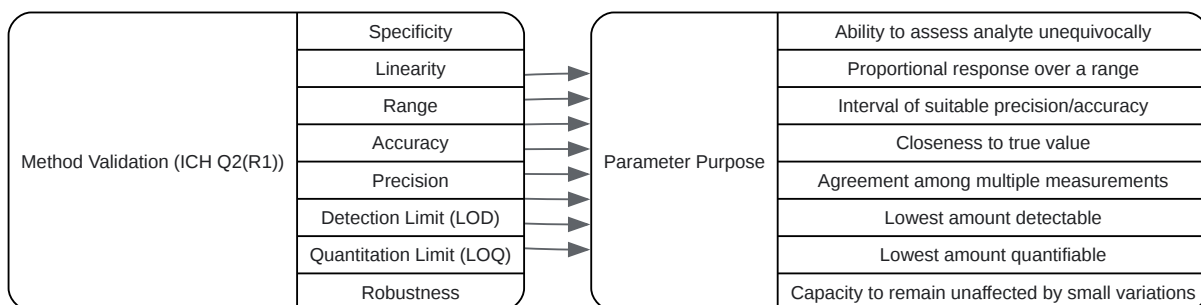 Method Validation (ICH Q2(R1))
Specificity
Linearity
Range
Accuracy
Precision
Detection Limit (LOD)
Quantitation Limit (LOQ)
Robustness
Parameter Purpose
Ability to assess analyte unequivocally
Proportional response over a range
Interval of suitable precision/accuracy
Closeness to true value
Agreement among multiple measurements
Lowest amount detectable
Lowest amount quantifiable
Capacity to remain unaffected by small variations